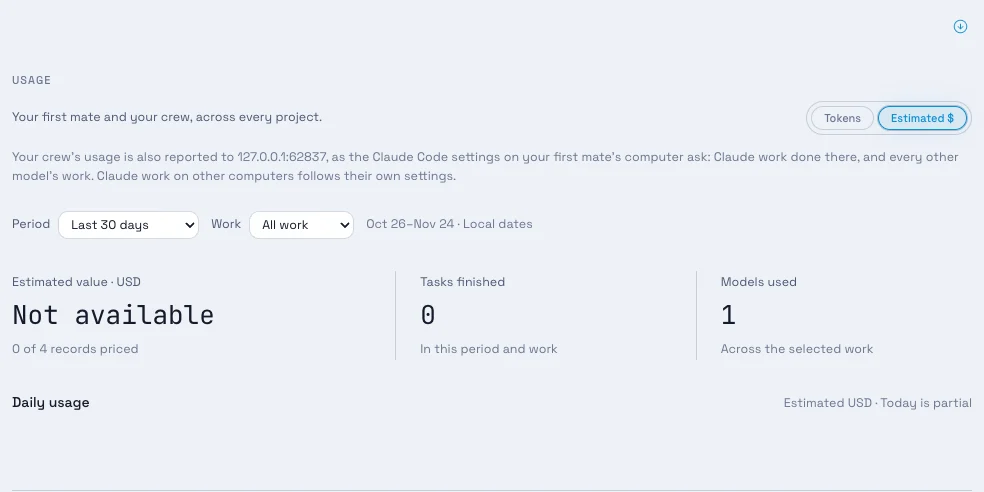 USAGE
Your first mate and your crew, across every project.
Tokens
Estimated $
Your crew's usage is also reported to 127.0.0.1:62837, as the Claude Code settings on your first mate's computer ask: Claude work done there, and every other
model's work. Claude work on other computers follows their own settings.
Period
Last 30 days
Work
All work
Oct 26–Nov 24 · Local dates
Estimated value · USD
Not available
0 of 4 records priced
Tasks finished
0
In this period and work
Models used
1
Across the selected work
Daily usage
Estimated USD · Today is partial